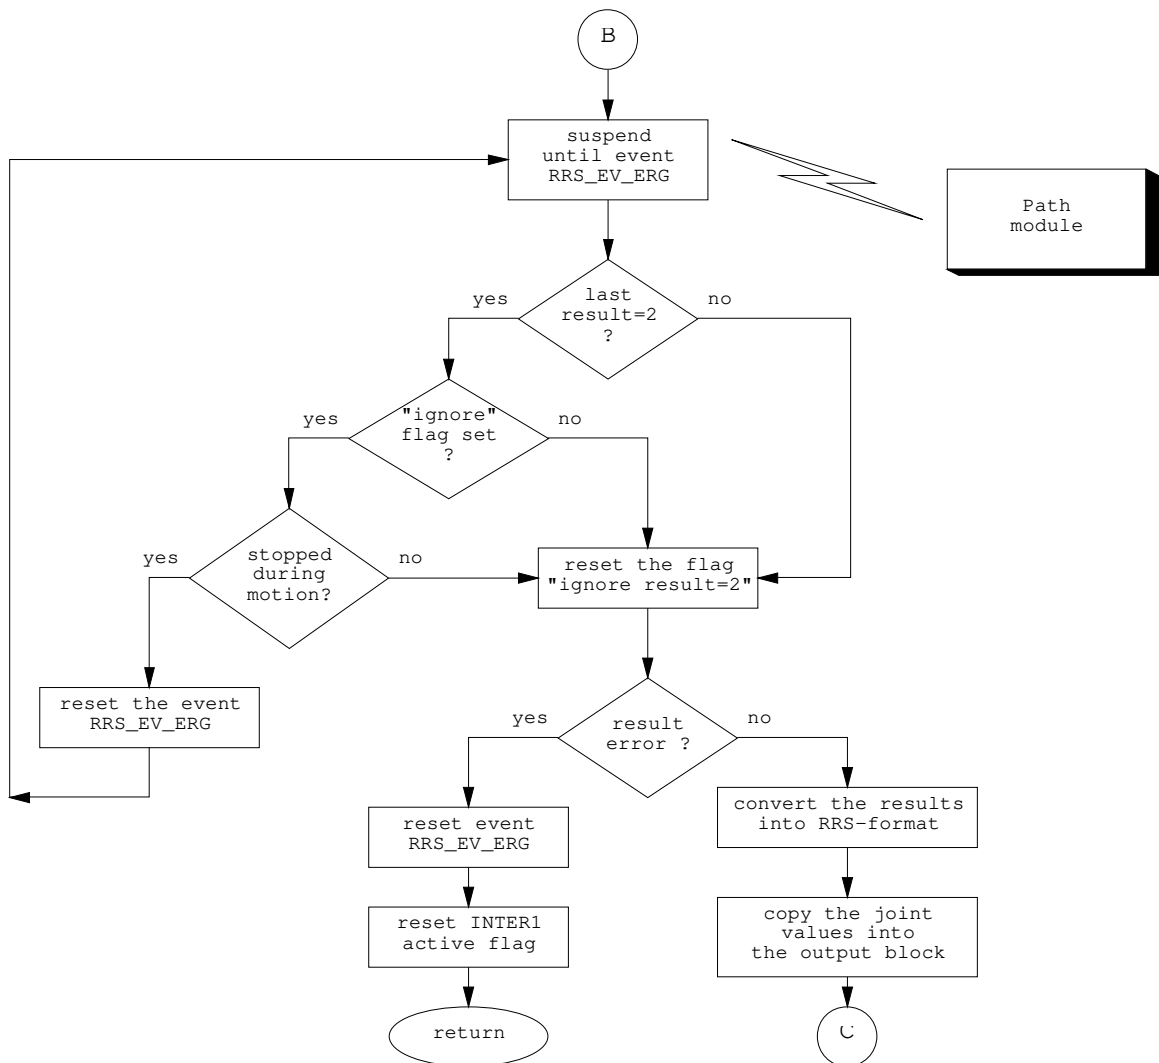 B
suspend
until event
RRS_EV_ERG
Path
module
last
result=2
?
yes
no
"ignore"
flag set
?
yes
no
stopped
during
motion?
yes
no
reset the flag
"ignore result=2"
reset the event
RRS_EV_ERG
result
error ?
yes
no
reset event
RRS_EV_ERG
convert the results
into RRS-format
reset INTER1
active flag
copy the joint
values into
the output block
return
C